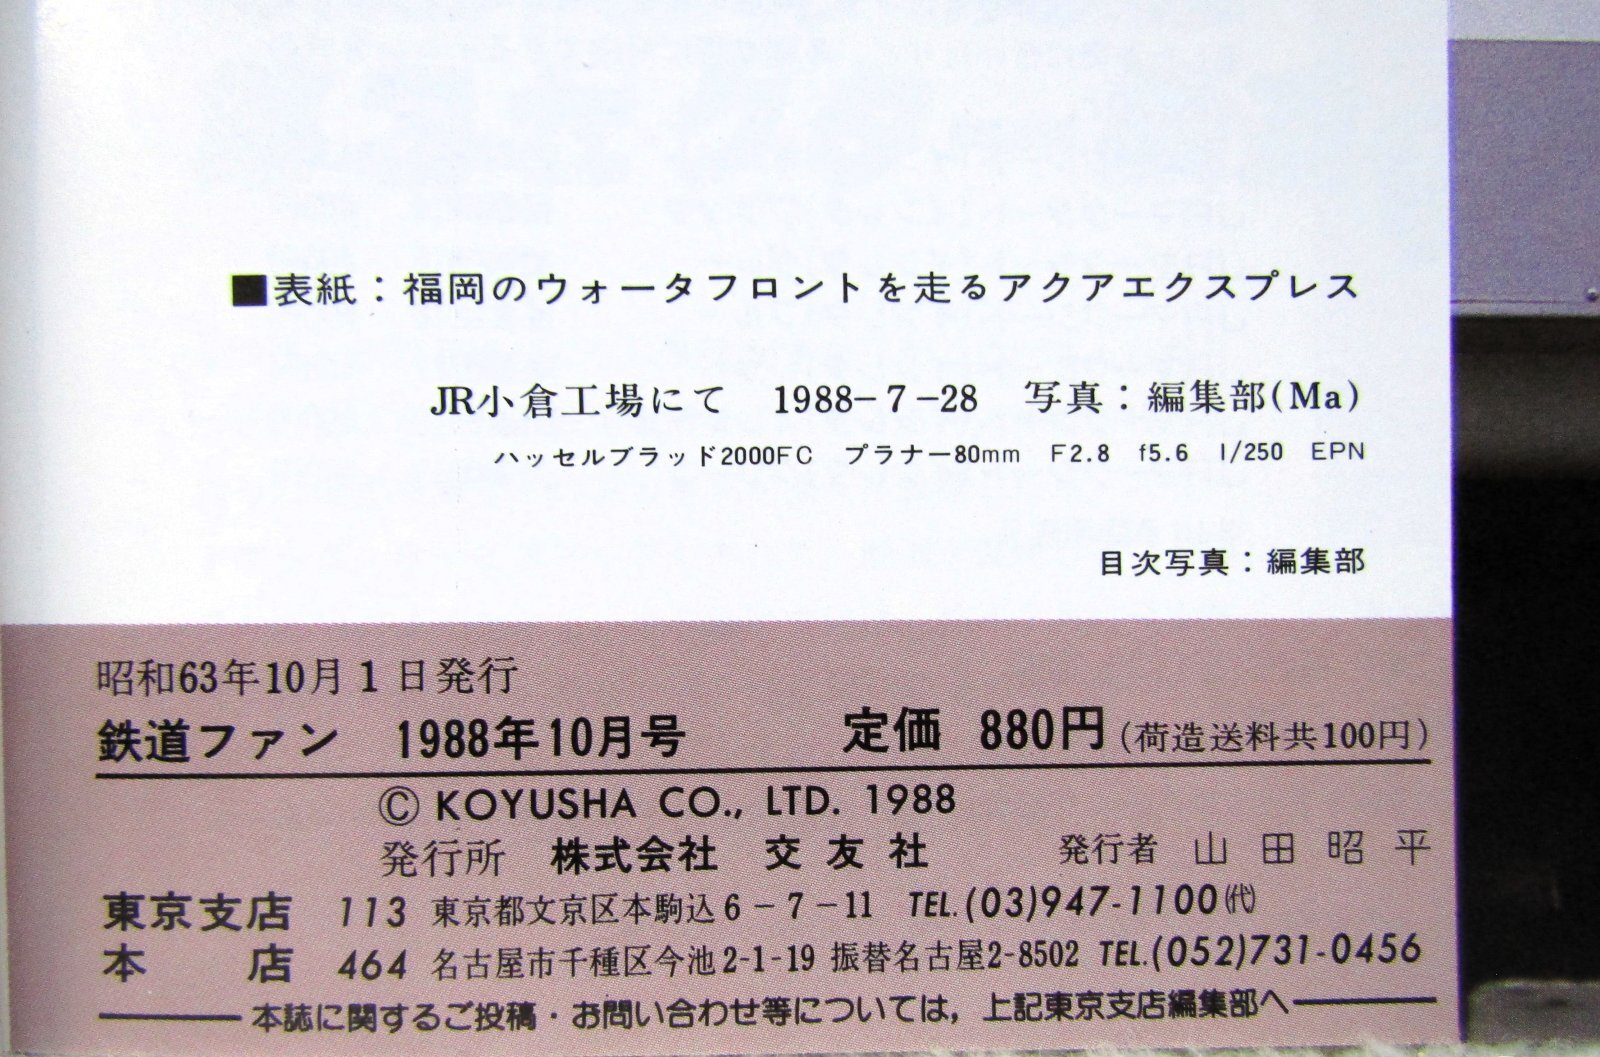 ■表紙：福岡のウォータフロントを走るアクアエクスプレス
JR小倉工場にて　1988-7-28　写真：編集部(Ma)
ハッセルブラッド2000FC　プラナー80mm　F2.8　f5.6　1/250　EPN
目次写真：編集部
昭和63年10月1日発行
鉄道ファン　1988年10月号　定価　880円（荷造送料共100円）
Ⓒ KOYUSHA CO., LTD. 1988
発行所　株式会社　交友社　発行者　山田昭平
東京支店　113　東京都文京区本駒込6-7-11　TEL.(03)947-1100㈹
本店　464　名古屋市千種区今池2-1-19　振替名古屋2-8502　TEL.(052)731-0456
本誌に関するご投稿・お問い合わせ等については，上記東京支店編集部へ